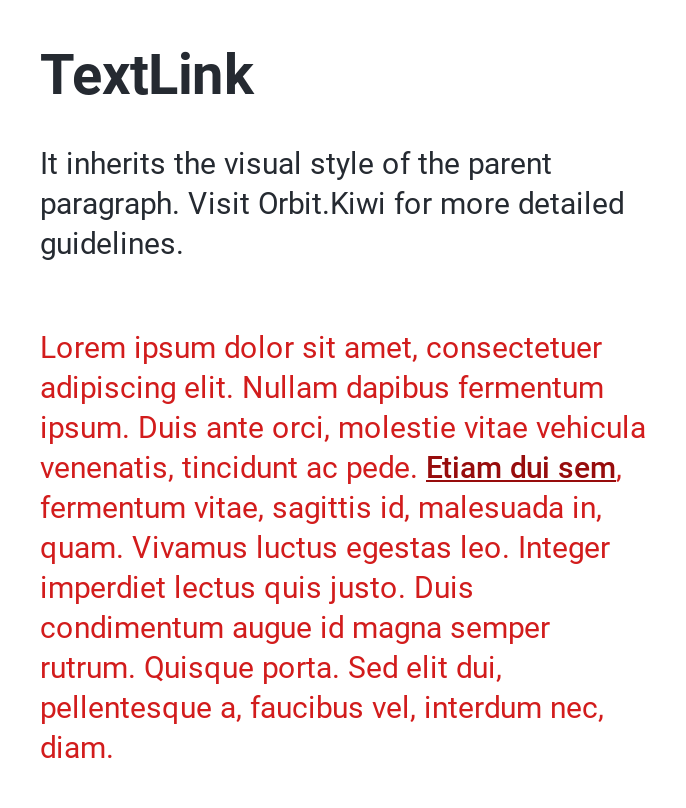 TextLink
It inherits the visual style of the parent
paragraph. Visit Orbit.Kiwi for more detailed
guidelines.
Lorem ipsum dolor sit amet, consectetuer
adipiscing elit. Nullam dapibus fermentum
ipsum. Duis ante orci, molestie vitae vehicula
venenatis, tincidunt ac pede. Etiam dui sem,
fermentum vitae, sagittis id, malesuada in,
quam. Vivamus luctus egestas leo. Integer
imperdiet lectus quis justo. Duis
condimentum augue id magna semper
rutrum. Quisque porta. Sed elit dui,
pellentesque a, faucibus vel, interdum nec,
diam.